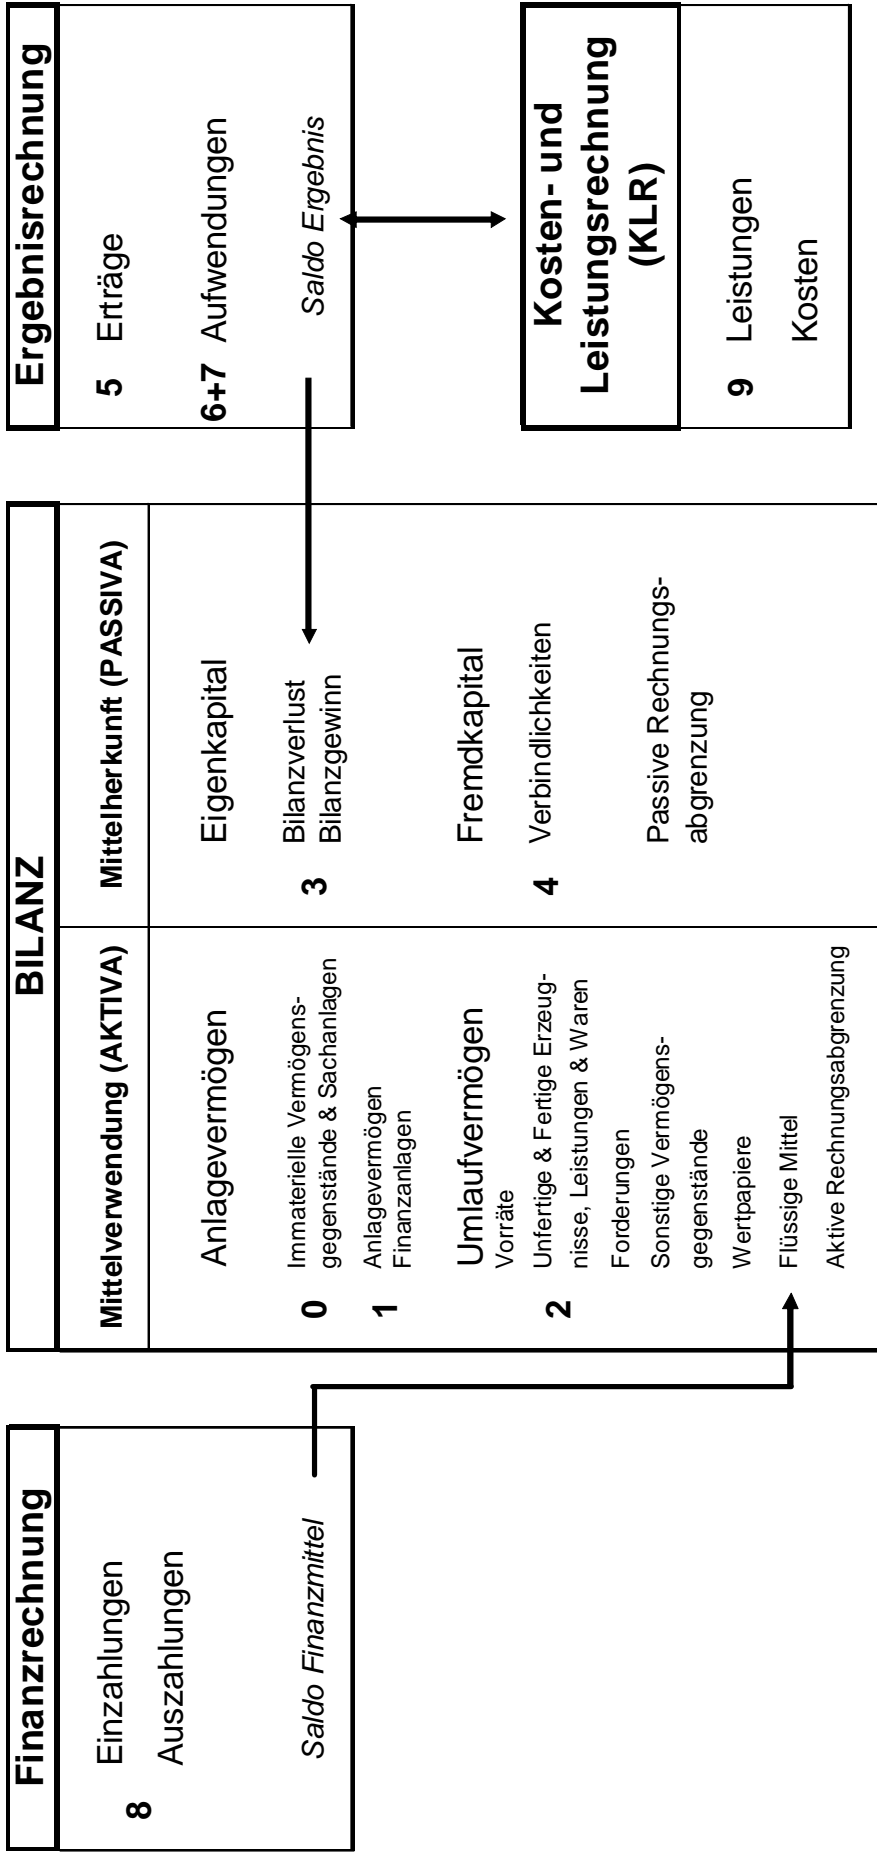 Finanzrechnung
8
Einzahlungen
Auszahlungen
Saldo Finanzmittel
BILANZ
Mittelverwendung (AKTIVA)
Anlagevermögen
0
Immaterielle Vermögens-
gegenstände & Sachanlagen
1
Anlagevermögen
Finanzanlagen
Umlaufvermögen
Vorräte
2
Unfertige & Fertige Erzeug-
nisse, Leistungen & Waren
Forderungen
Sonstige Vermögens-
gegenstände
Wertpapiere
Flüssige Mittel
Aktive Rechnungsabgrenzung
Mittelherkunft (PASSIVA)
Eigenkapital
3
Bilanzverlust
Bilanzgewinn
Fremdkapital
4 Verbindlichkeiten
Passive Rechnungs-
abgrenzung
Ergebnisrechnung
5 Erträge
6+7 Aufwendungen
Saldo Ergebnis
Kosten- und
Leistungsrechnung
(KLR)
9 Leistungen
Kosten